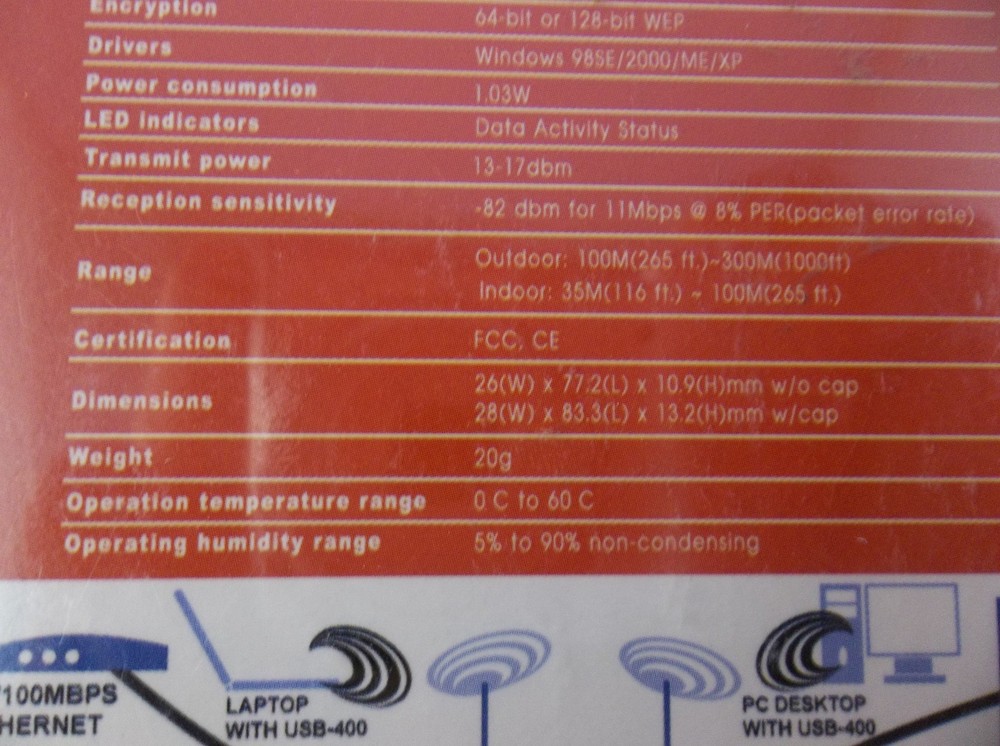 Encryption 64-bit or 128-bit WEP
Drivers Windows 98SE/2000/ME/XP
Power consumption 1.03W
LED indicators Data Activity Status
Transmit power 13-17dbm
Reception sensitivity -82 dbm for 11Mbps @ 8% PER(packet error rate)
Range Outdoor: 100M(265 ft.)~300M(1000ft)
Indoor: 35M(116 ft.) ~ 100M(265 ft.)
Certification FCC, CE
Dimensions 26(W) x 77.2(L) x 10.9(H)mm w/o cap
28(W) x 83.3(L) x 13.2(H)mm w/cap
Weight 20g
Operation temperature range 0 C to 60 C
Operating humidity range 5% to 90% non-condensing
/100MBPS
HERNET
LAPTOP
WITH USB-400
PC DESKTOP
WITH USB-400